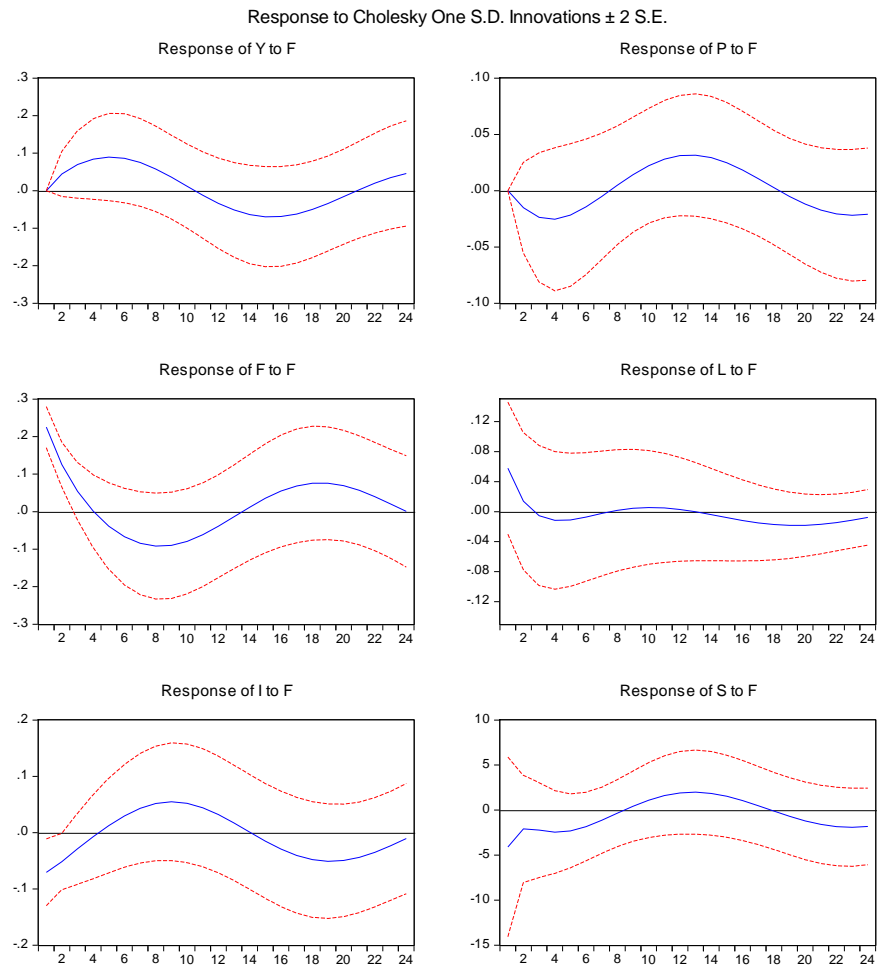 Response to Cholesky One S.D. Innovations ± 2 S.E.
Response of Y to F
.3
.2
.1
.0
-.1
-.2
-.3
2 4 6 8 10 12 14 16 18 20 22 24
Response of P to F
.10
.05
.00
-.05
-.10
2 4 6 8 10 12 14 16 18 20 22 24
Response of F to F
.3
.2
.1
.0
-.1
-.2
-.3
2 4 6 8 10 12 14 16 18 20 22 24
Response of L to F
.12
.08
.04
.00
-.04
-.08
-.12
2 4 6 8 10 12 14 16 18 20 22 24
Response of I to F
.2
.1
.0
-.1
-.2
2 4 6 8 10 12 14 16 18 20 22 24
Response of S to F
10
5
0
-5
-10
-15
2 4 6 8 10 12 14 16 18 20 22 24